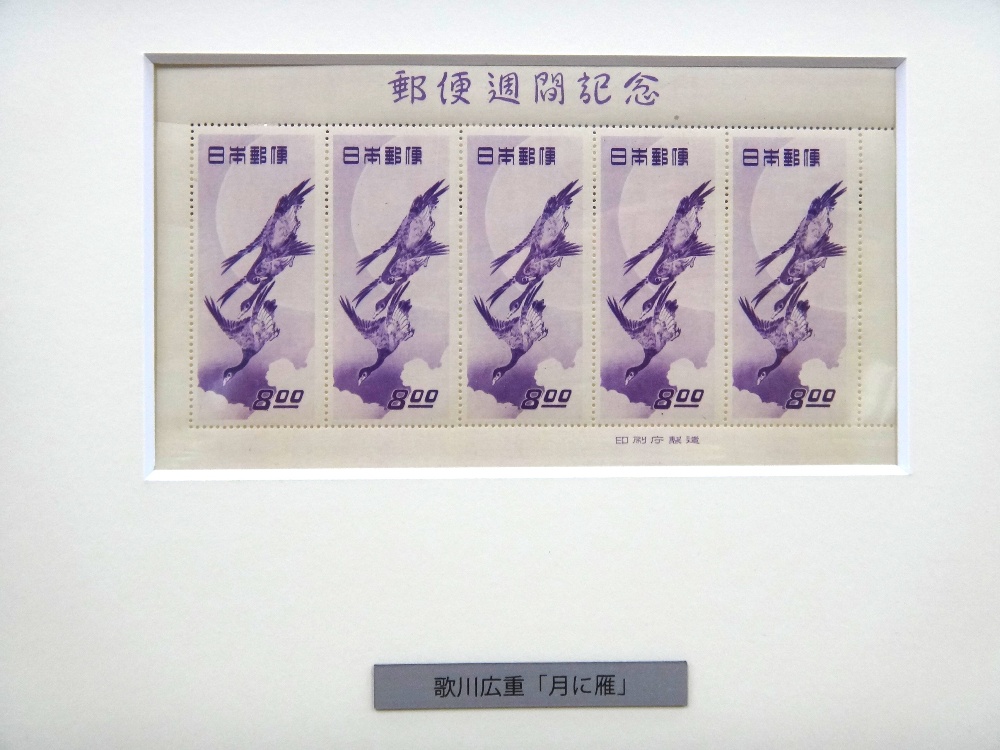 郵便週間記念
日本郵便 日本郵便 日本郵便 日本郵便 日本郵便
8.00 8.00 8.00 8.00 8.00
印刷庁製造
歌川広重「月に雁」